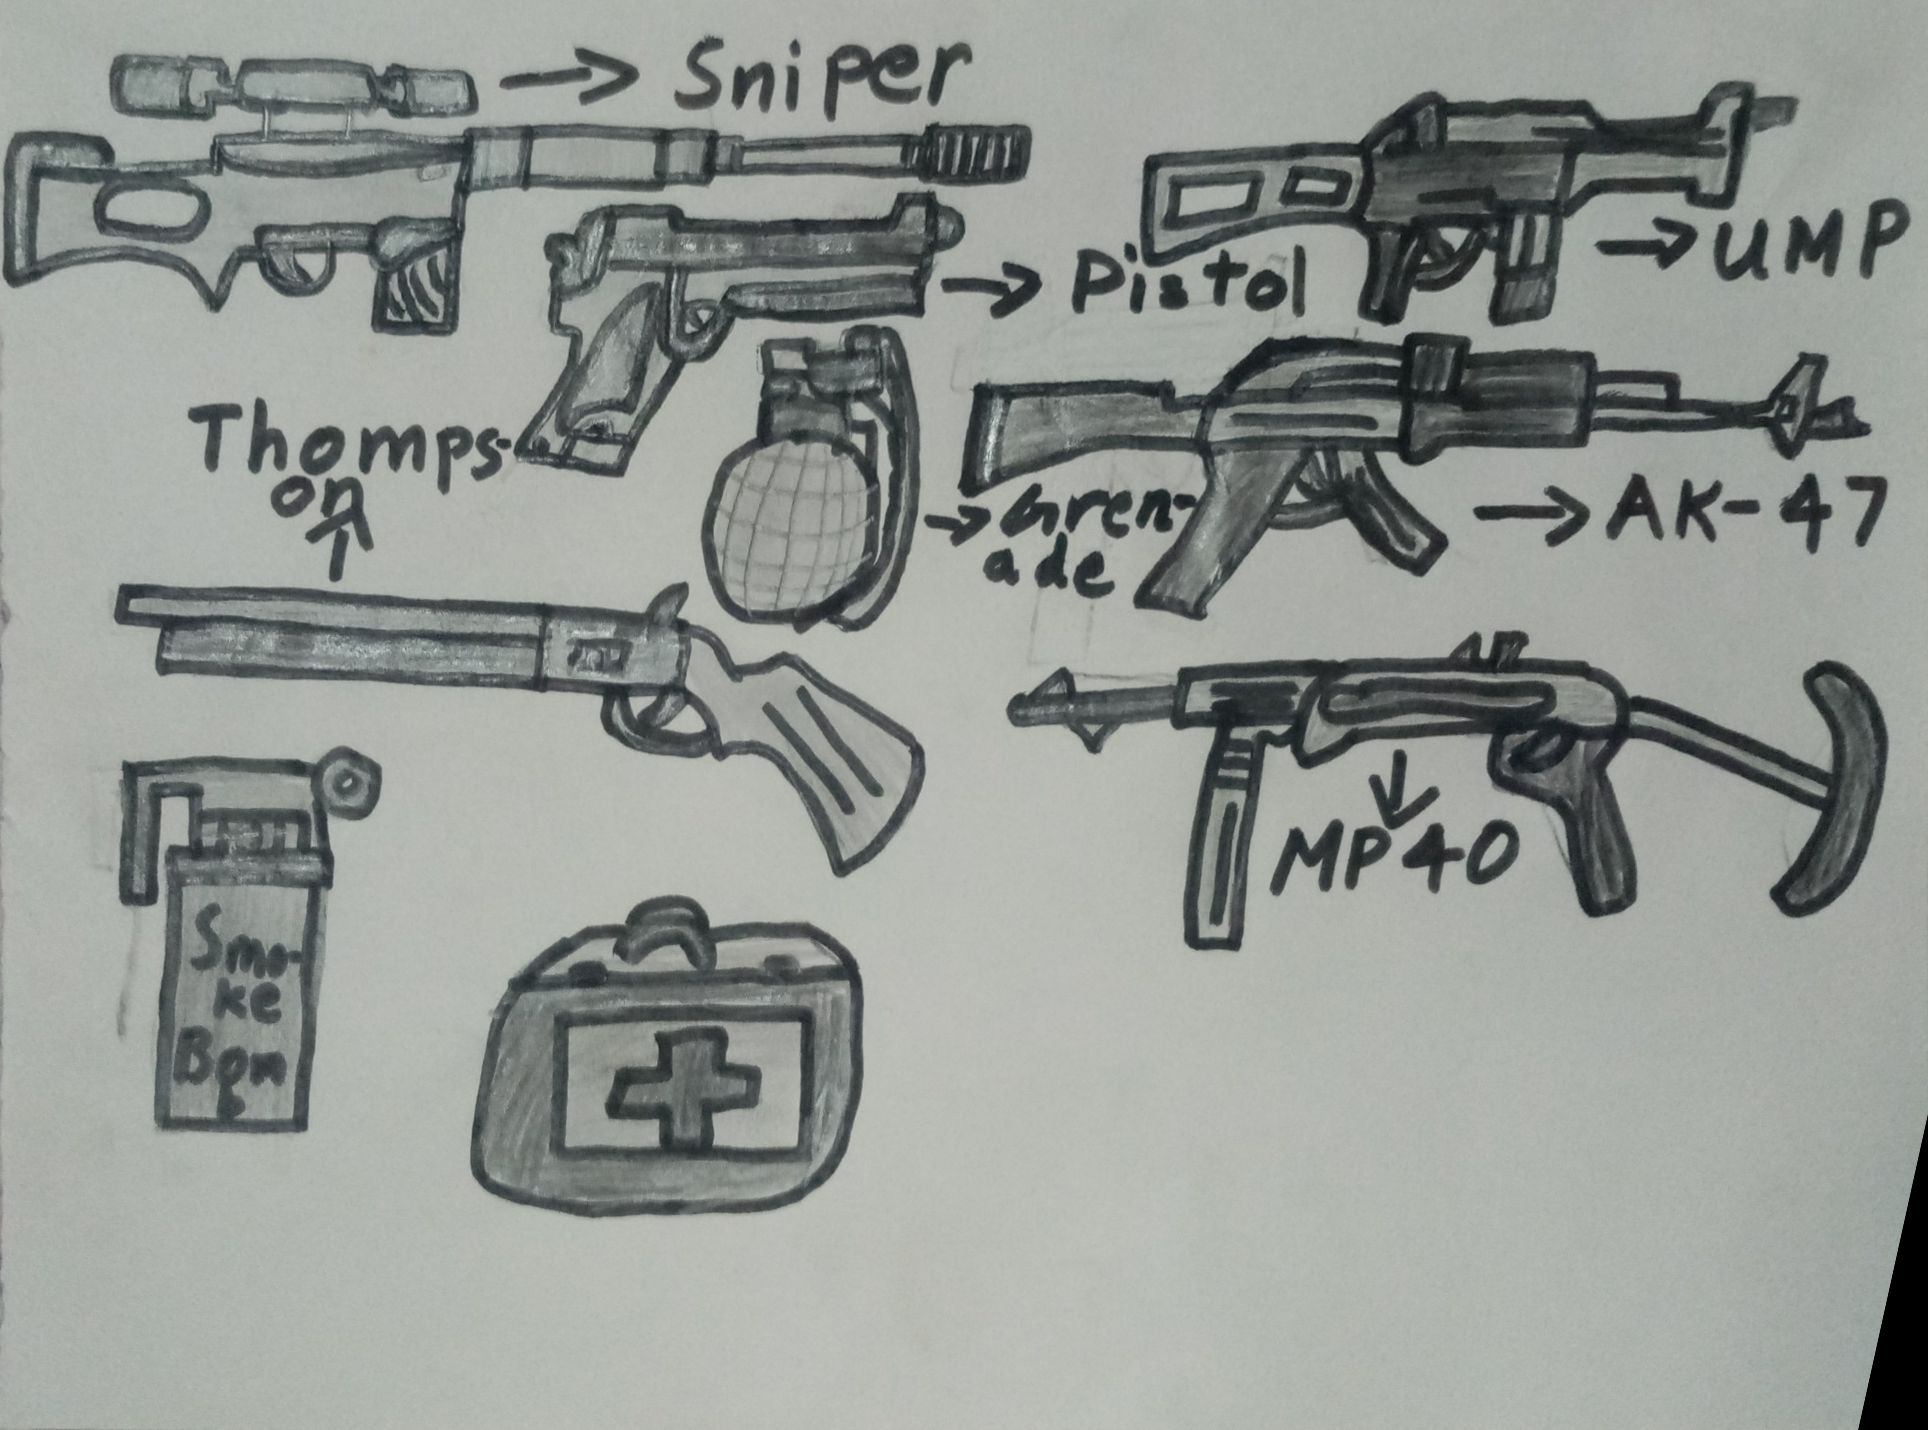 Sniper
UMP
Pistol
Thomps-
on
Gren-
ade
AK-47
MP40
Smo-
ke
Bom
b